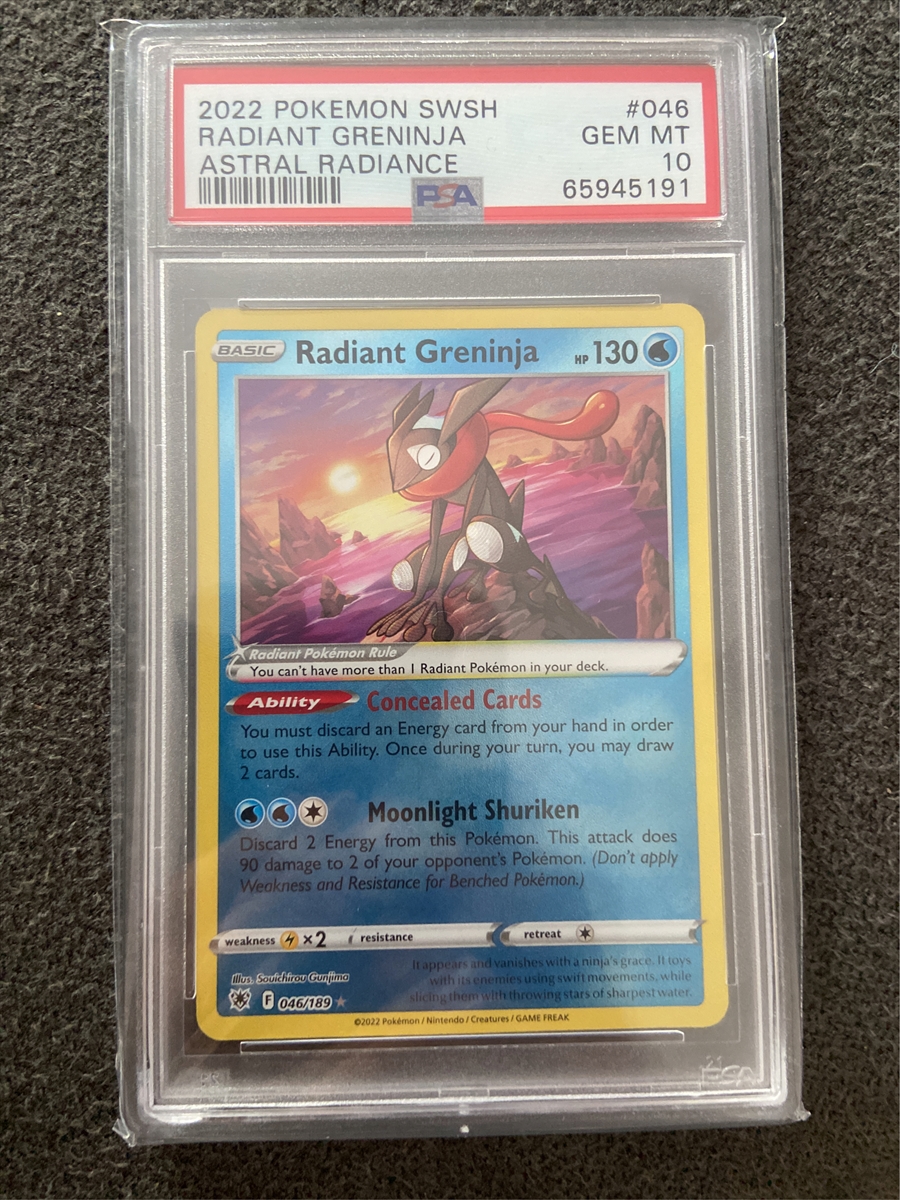 2022 POKEMON SWSH #046
RADIANT GRENINJA GEM MT
ASTRAL RADIANCE 10
PSA 65945191
BASIC Radiant Greninja HP 130
Radiant Pokémon Rule
You can't have more than 1 Radiant Pokémon in your deck.
Ability Concealed Cards
You must discard an Energy card from your hand in order
to use this Ability. Once during your turn, you may draw
2 cards.
Moonlight Shuriken
Discard 2 Energy from this Pokémon. This attack does
90 damage to 2 of your opponent's Pokémon. (Don't apply
Weakness and Resistance for Benched Pokémon.)
weakness ×2 resistance retreat
It appears and vanishes with a ninja's grace. It toys
with its enemies using swift movements, while
slicing them with throwing stars of sharpest water.
Illus. Souichirou Gunjima
F 046/189
©2022 Pokémon / Nintendo / Creatures / GAME FREAK